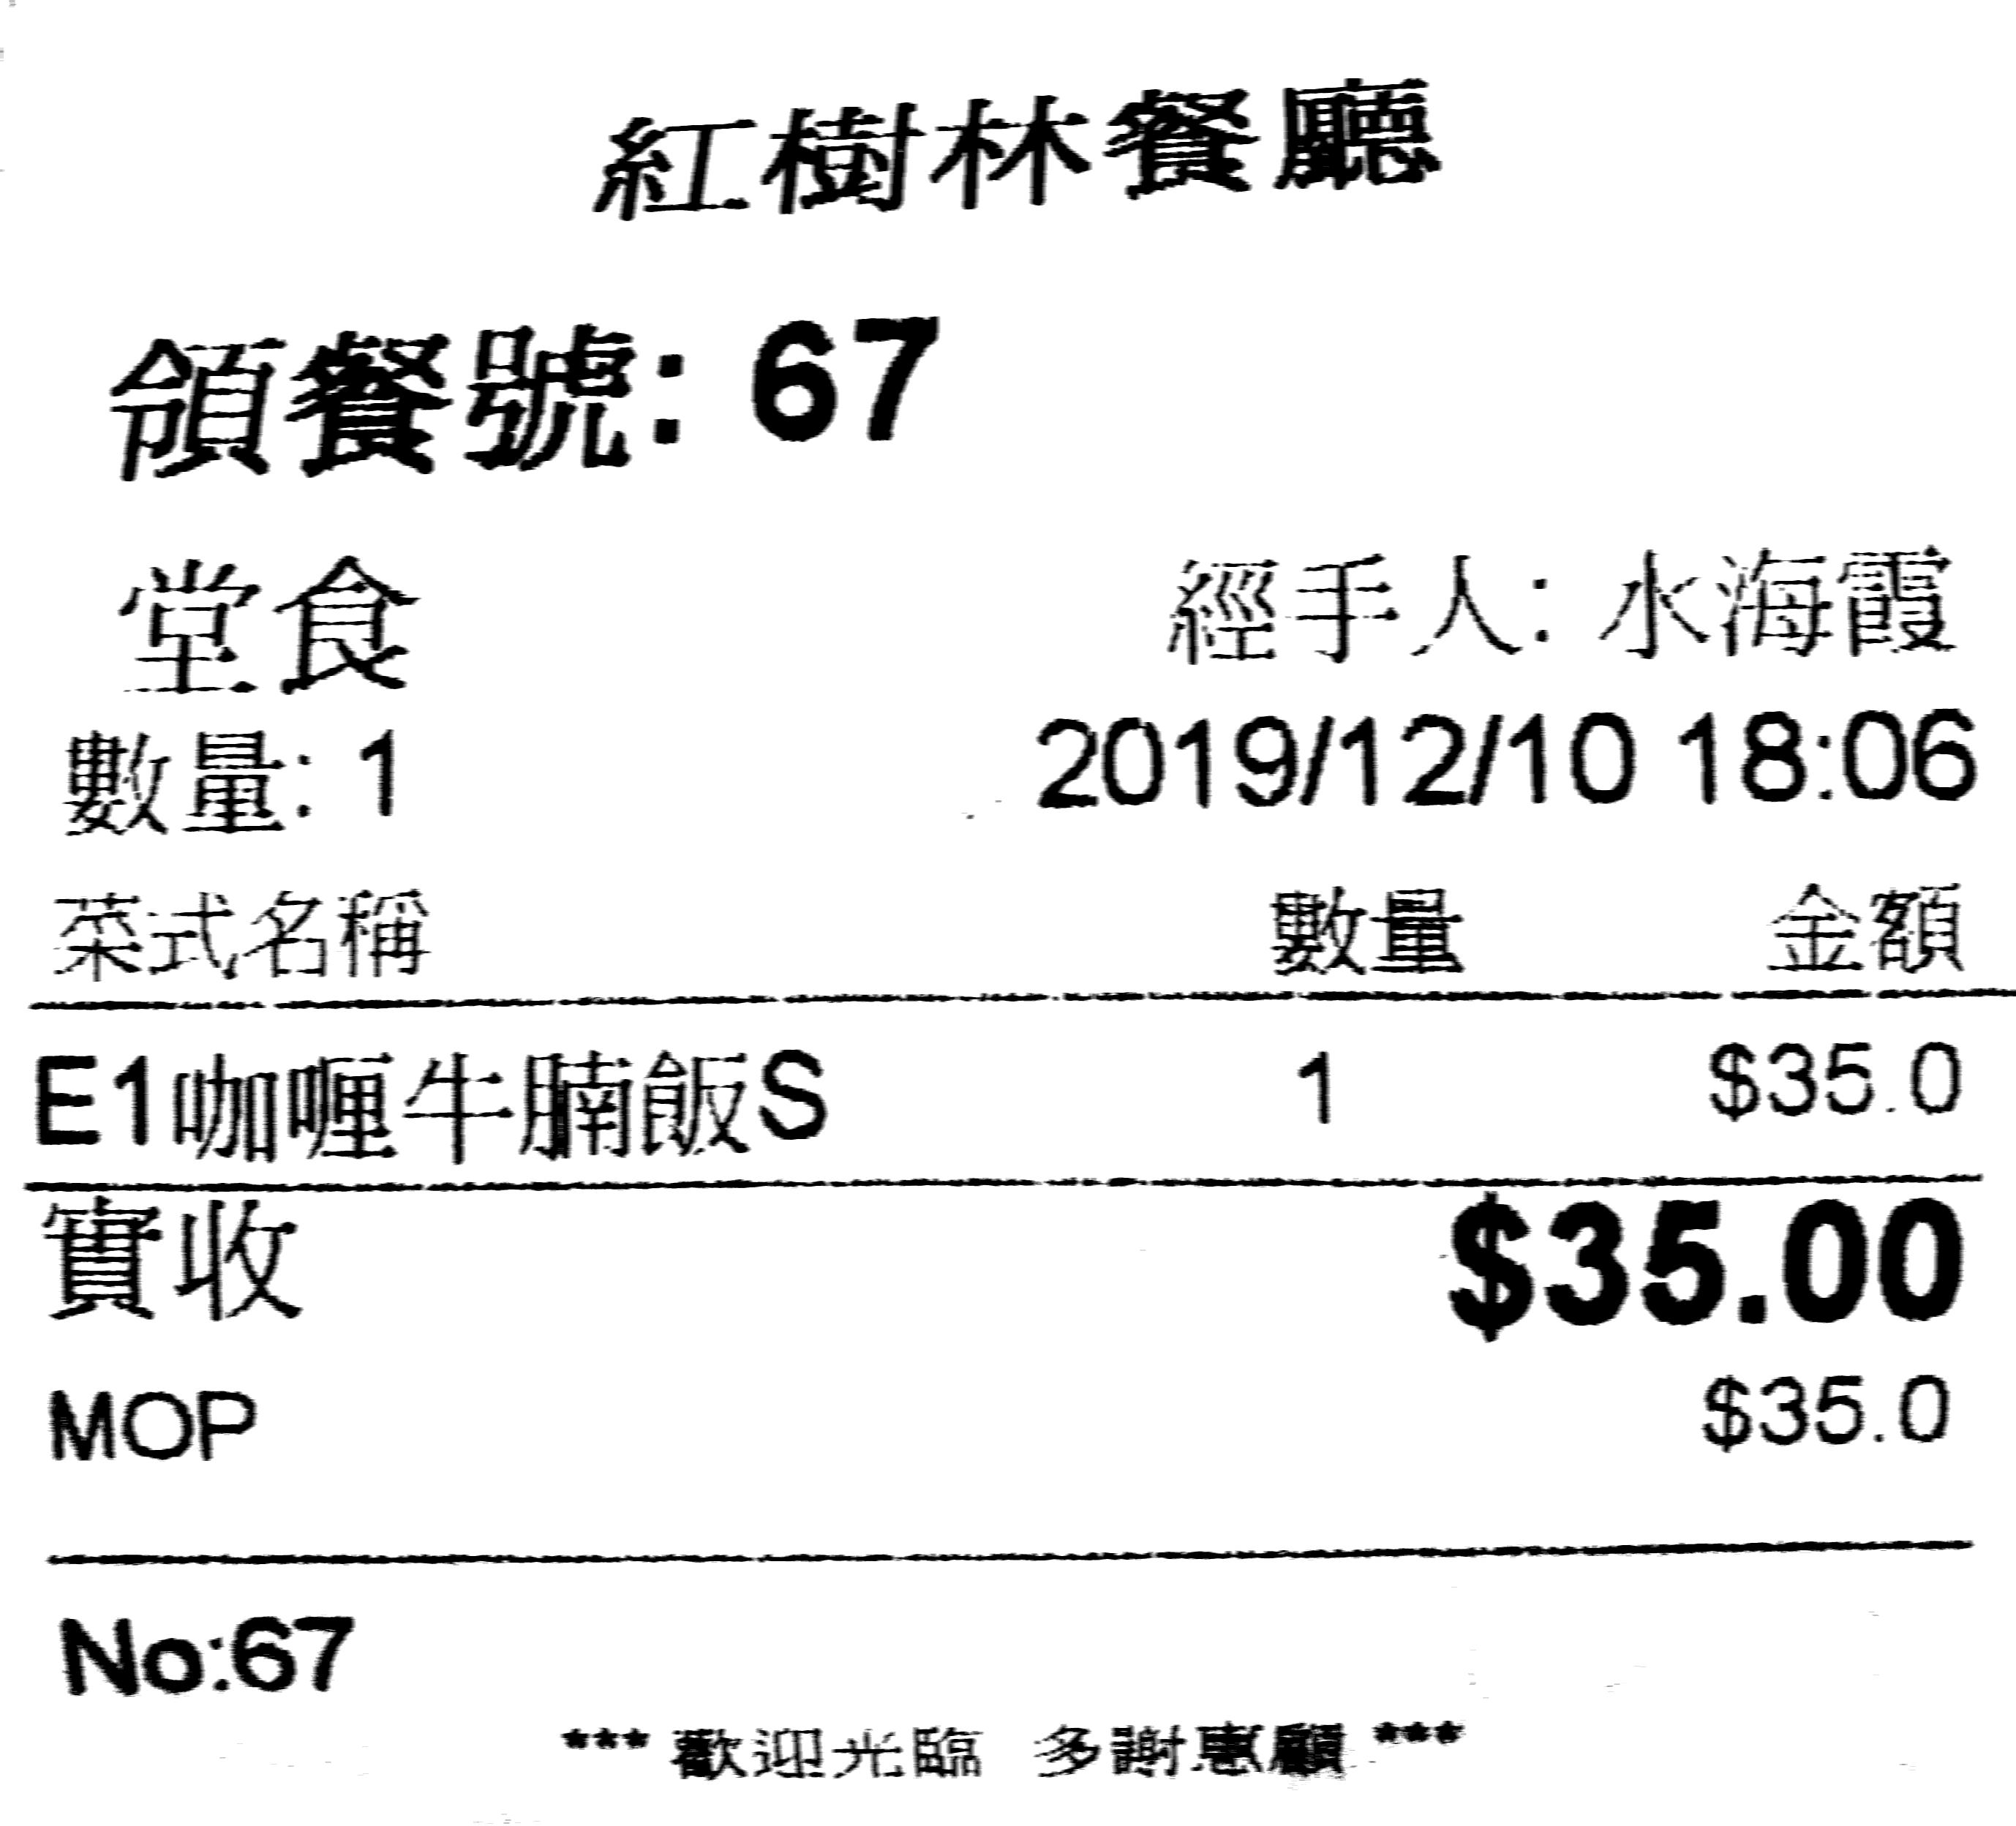 紅樹林餐廳
領餐號: 67
堂食 經手人: 水海霞
數量: 1 2019/12/10 18:06
菜式名稱 數量 金額
E1咖喱牛腩飯S 1 $35.0
實收 $35.00
MOP $35.0
No:67
*** 歡迎光臨 多謝惠顧 ***